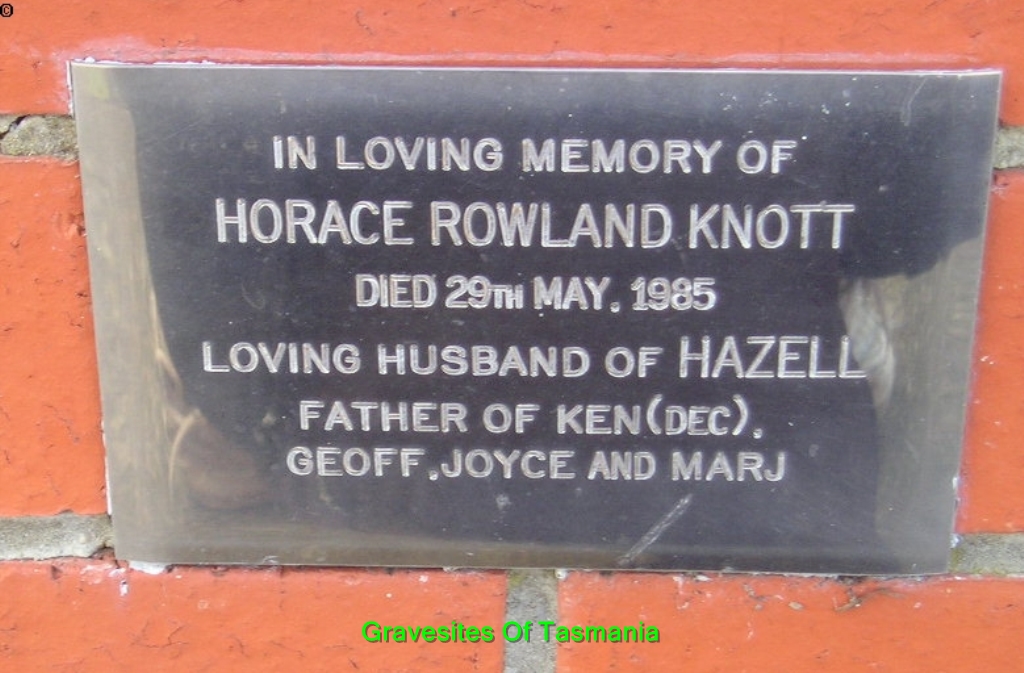 ©
IN LOVING MEMORY OF
HORACE ROWLAND KNOTT
DIED 29TH MAY, 1985
LOVING HUSBAND OF HAZELL
FATHER OF KEN (DEC),
GEOFF, JOYCE AND MARJ
Gravesites Of Tasmania